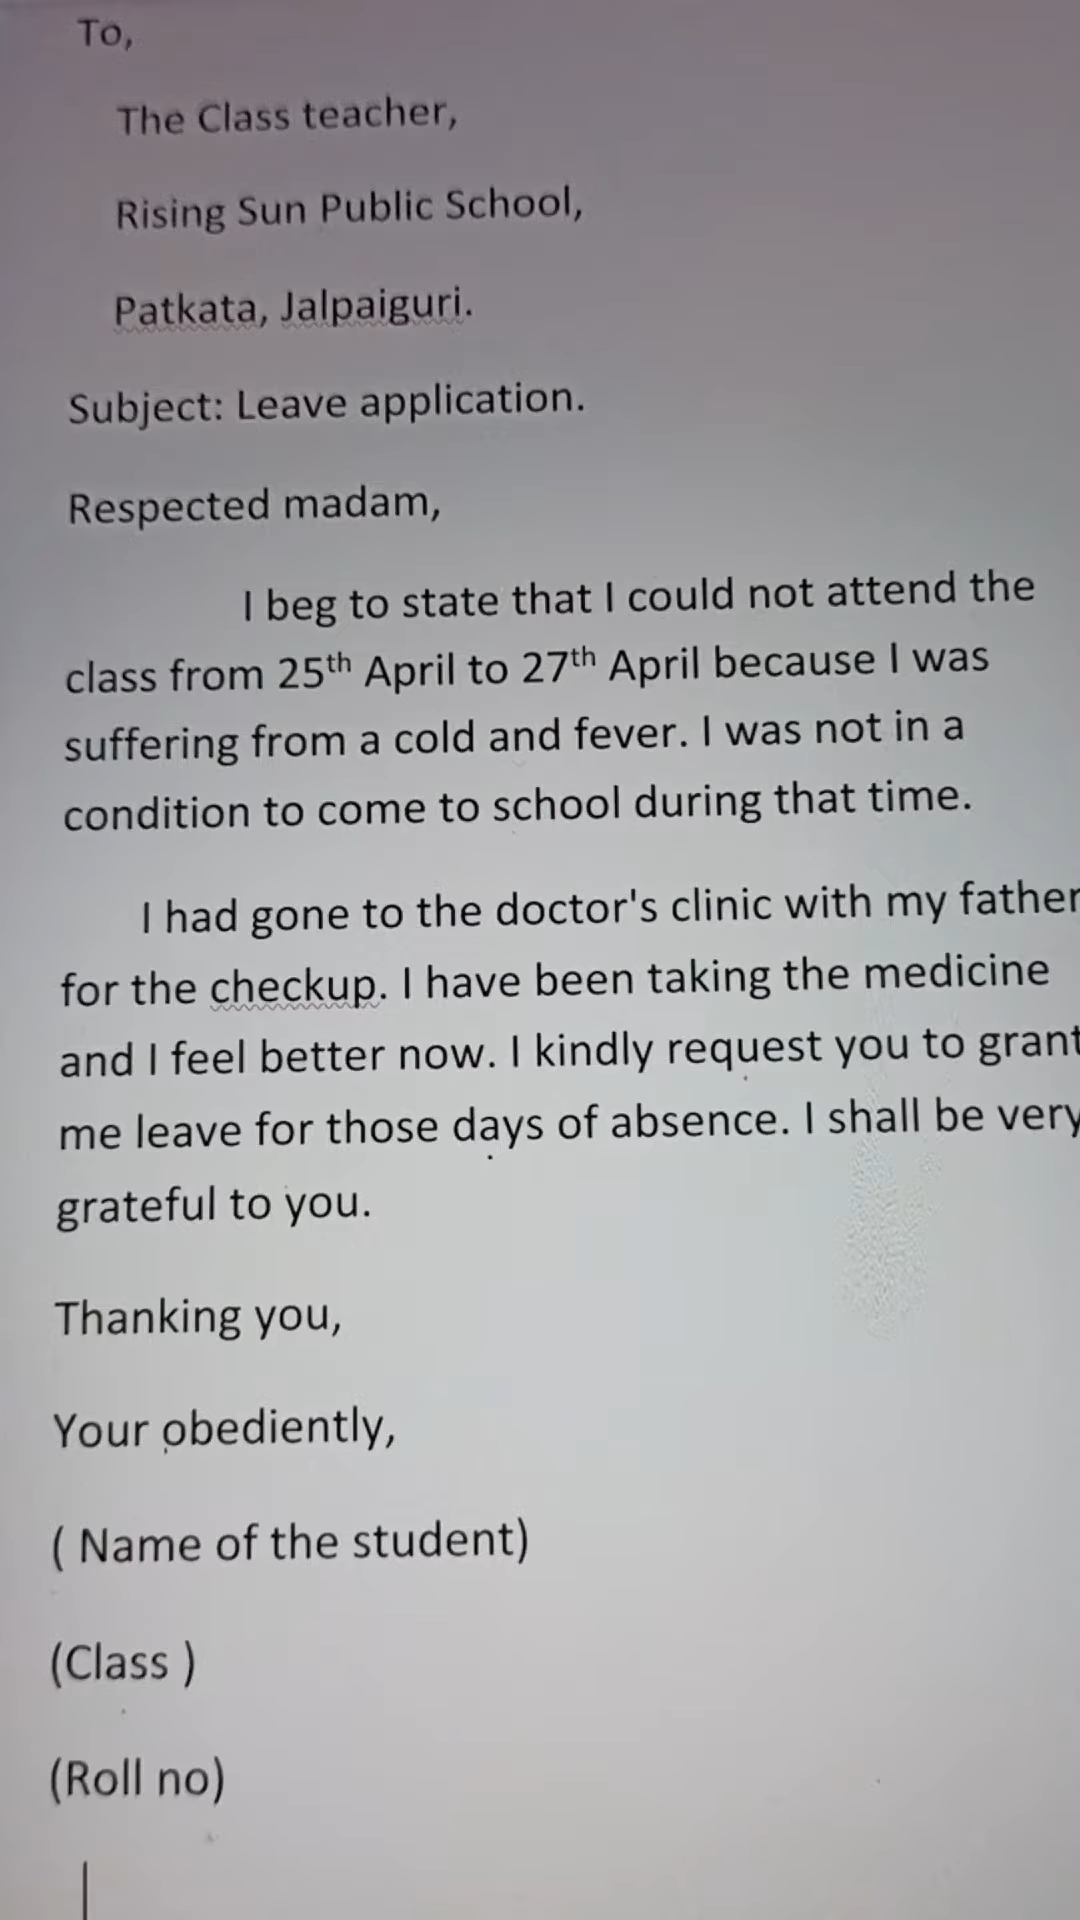 To,
The Class teacher,
Rising Sun Public School,
Patkata, Jalpaiguri.
Subject: Leave application.
Respected madam,
I beg to state that I could not attend the
class from 25th April to 27th April because I was
suffering from a cold and fever. I was not in a
condition to come to school during that time.
I had gone to the doctor's clinic with my father
for the checkup. I have been taking the medicine
and I feel better now. I kindly request you to grant
me leave for those days of absence. I shall be very
grateful to you.
Thanking you,
Your obediently,
( Name of the student)
(Class )
(Roll no)